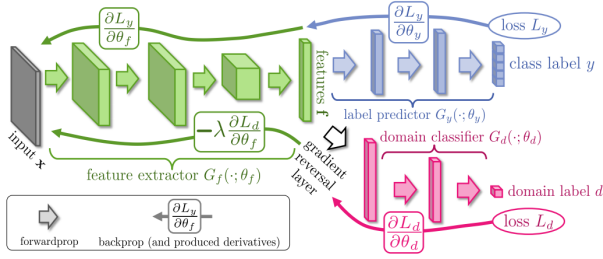 ∂L_y/∂θ_f
∂L_y/∂θ_y
loss L_y
features f
class label y
label predictor G_y(·; θ_y)
input x
−λ ∂L_d/∂θ_f
feature extractor G_f(·; θ_f)
gradient
reversal
layer
domain classifier G_d(·; θ_d)
domain label d
∂L_d/∂θ_d
loss L_d
∂L_y/∂θ_f
forwardprop
backprop (and produced derivatives)